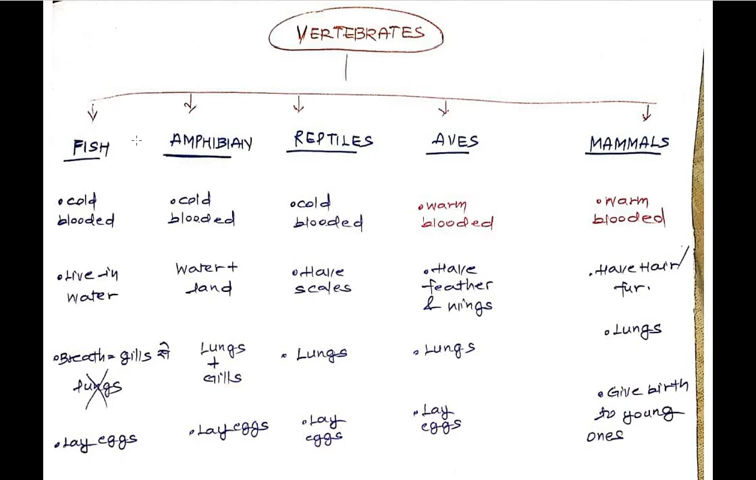 VERTEBRATES
FISH
•cold
blooded
•Live in
water
•Breath = gills से
lungs
•Lay eggs
AMPHIBIAN
•cold
blooded
Water +
land
Lungs
+
Gills
•Lay eggs
REPTILES
•cold
blooded
•Have
scales
•Lungs
•Lay
eggs
AVES
•warm
blooded
•Have
feather
& wings
•Lungs
•Lay
eggs
MAMMALS
•warm
blooded
•Have Hair/
fur.
•Lungs
•Give birth
to young
ones